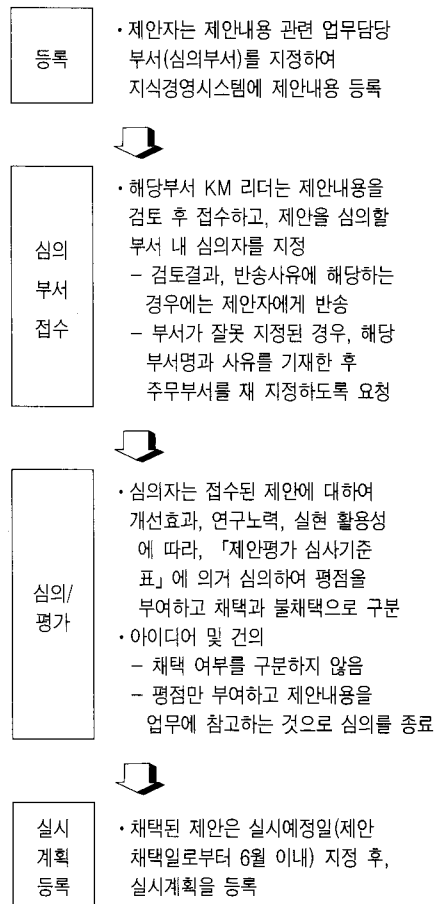 등록
· 제안자는 제안내용 관련 업무담당
부서(심의부서)를 지정하여
지식경영시스템에 제안내용 등록
심의
부서
접수
· 해당부서 KM 리더는 제안내용을
검토 후 접수하고, 제안을 심의할
부서 내 심의자를 지정
– 검토결과, 반송사유에 해당하는
경우에는 제안자에게 반송
– 부서가 잘못 지정된 경우, 해당
부서명과 사유를 기재한 후
주무부서를 재 지정하도록 요청
심의/
평가
· 심의자는 접수된 제안에 대하여
개선효과, 연구노력, 실현 활용성
에 따라, 「제안평가 심사기준
표」에 의거 심의하여 평점을
부여하고 채택과 불채택으로 구분
· 아이디어 및 건의
– 채택 여부를 구분하지 않음
– 평점만 부여하고 제안내용을
업무에 참고하는 것으로 심의를 종료
실시
계획
등록
· 채택된 제안은 실시예정일(제안
채택일로부터 6월 이내) 지정 후,
실시계획을 등록